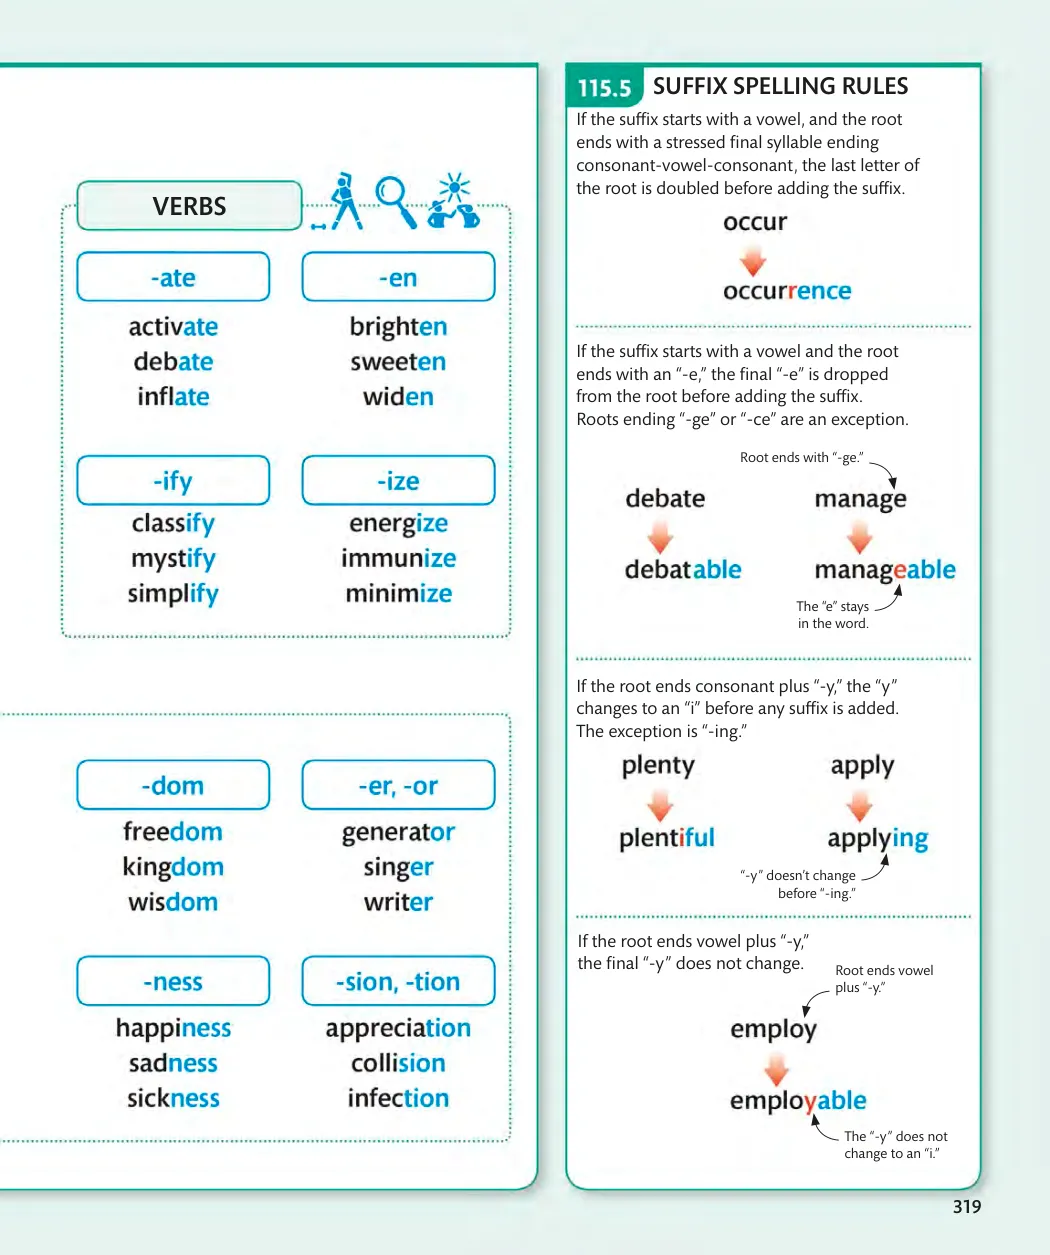 VERBS
-ate
-en
activate
brighten
debate
sweeten
inflate
widen
-ify
-ize
classify
energize
mystify
immunize
simplify
minimize
-dom
-er, -or
freedom
generator
kingdom
singer
wisdom
writer
-ness
-sion, -tion
happiness
appreciation
sadness
collision
sickness
infection
115.5 SUFFIX SPELLING RULES
If the suffix starts with a vowel, and the root
ends with a stressed final syllable ending
consonant-vowel-consonant, the last letter of
the root is doubled before adding the suffix.
occur
occurrence
If the suffix starts with a vowel and the root
ends with an “-e,” the final “-e” is dropped
from the root before adding the suffix.
Roots ending “-ge” or “-ce” are an exception.
Root ends with “-ge.”
debate
manage
debatable
manageable
The “e” stays
in the word.
If the root ends consonant plus “-y,” the “y”
changes to an “i” before any suffix is added.
The exception is “-ing.”
plenty
apply
plentiful
applying
“-y” doesn’t change
before “-ing.”
If the root ends vowel plus “-y,”
the final “-y” does not change.
Root ends vowel
plus “-y.”
employ
employable
The “-y” does not
change to an “i.”
319